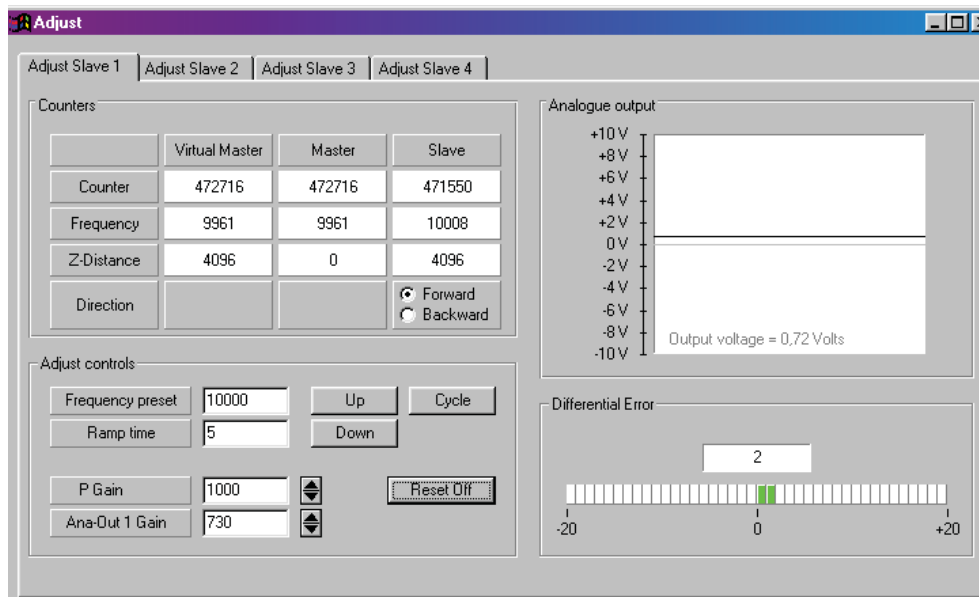 Adjust
Adjust Slave 1 Adjust Slave 2 Adjust Slave 3 Adjust Slave 4
Counters
Virtual Master Master Slave
Counter 472716 472716 471550
Frequency 9961 9961 10008
Z-Distance 4096 0 4096
Direction Forward
Backward
Adjust controls
Frequency preset 10000 Up Cycle
Ramp time 5 Down
P Gain 1000 Reset Off
Ana-Out 1 Gain 730
Analogue output
+10 V
+8 V
+6 V
+4 V
+2 V
0 V
-2 V
-4 V
-6 V
-8 V
-10 V
Output voltage = 0,72 Volts
Differential Error
2
-20 0 +20